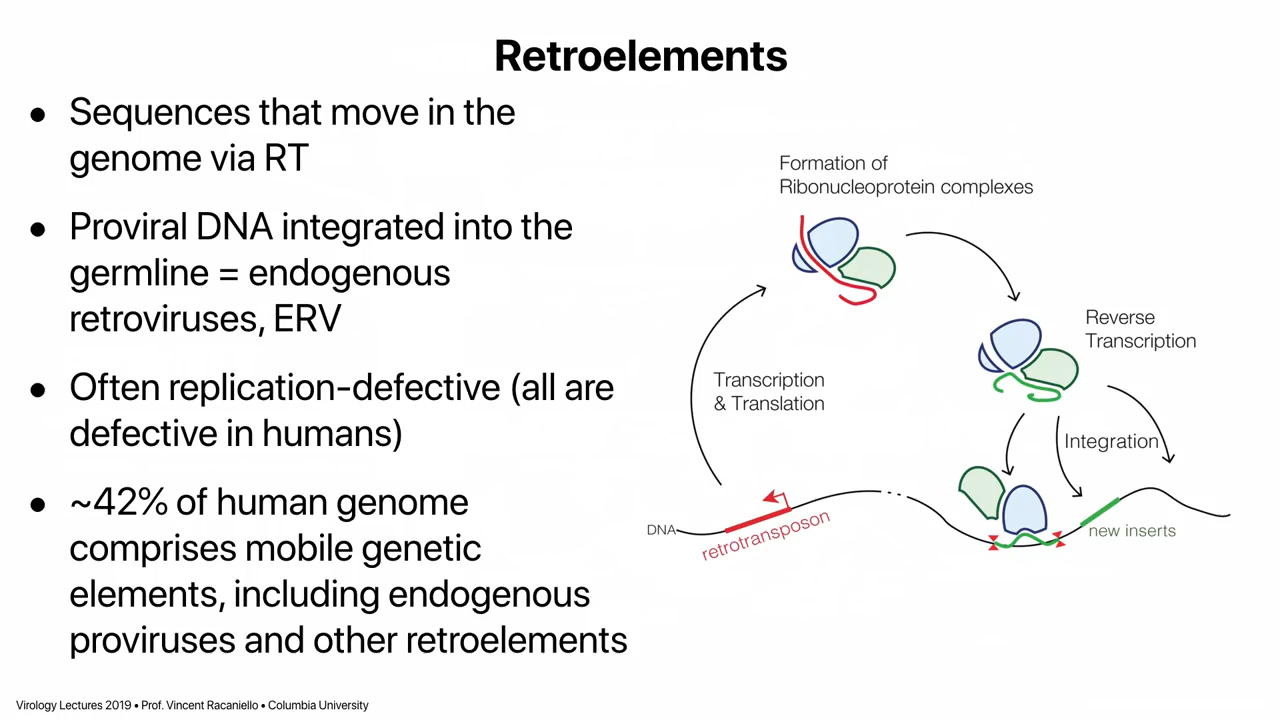 Retroelements
• Sequences that move in the
genome via RT
• Proviral DNA integrated into the
germline = endogenous
retroviruses, ERV
• Often replication-defective (all are
defective in humans)
• ~42% of human genome
comprises mobile genetic
elements, including endogenous
proviruses and other retroelements
Formation of
Ribonucleoprotein complexes
Reverse
Transcription
Transcription
& Translation
Integration
DNA
retrotransposon
new inserts
Virology Lectures 2019 • Prof. Vincent Racaniello • Columbia University